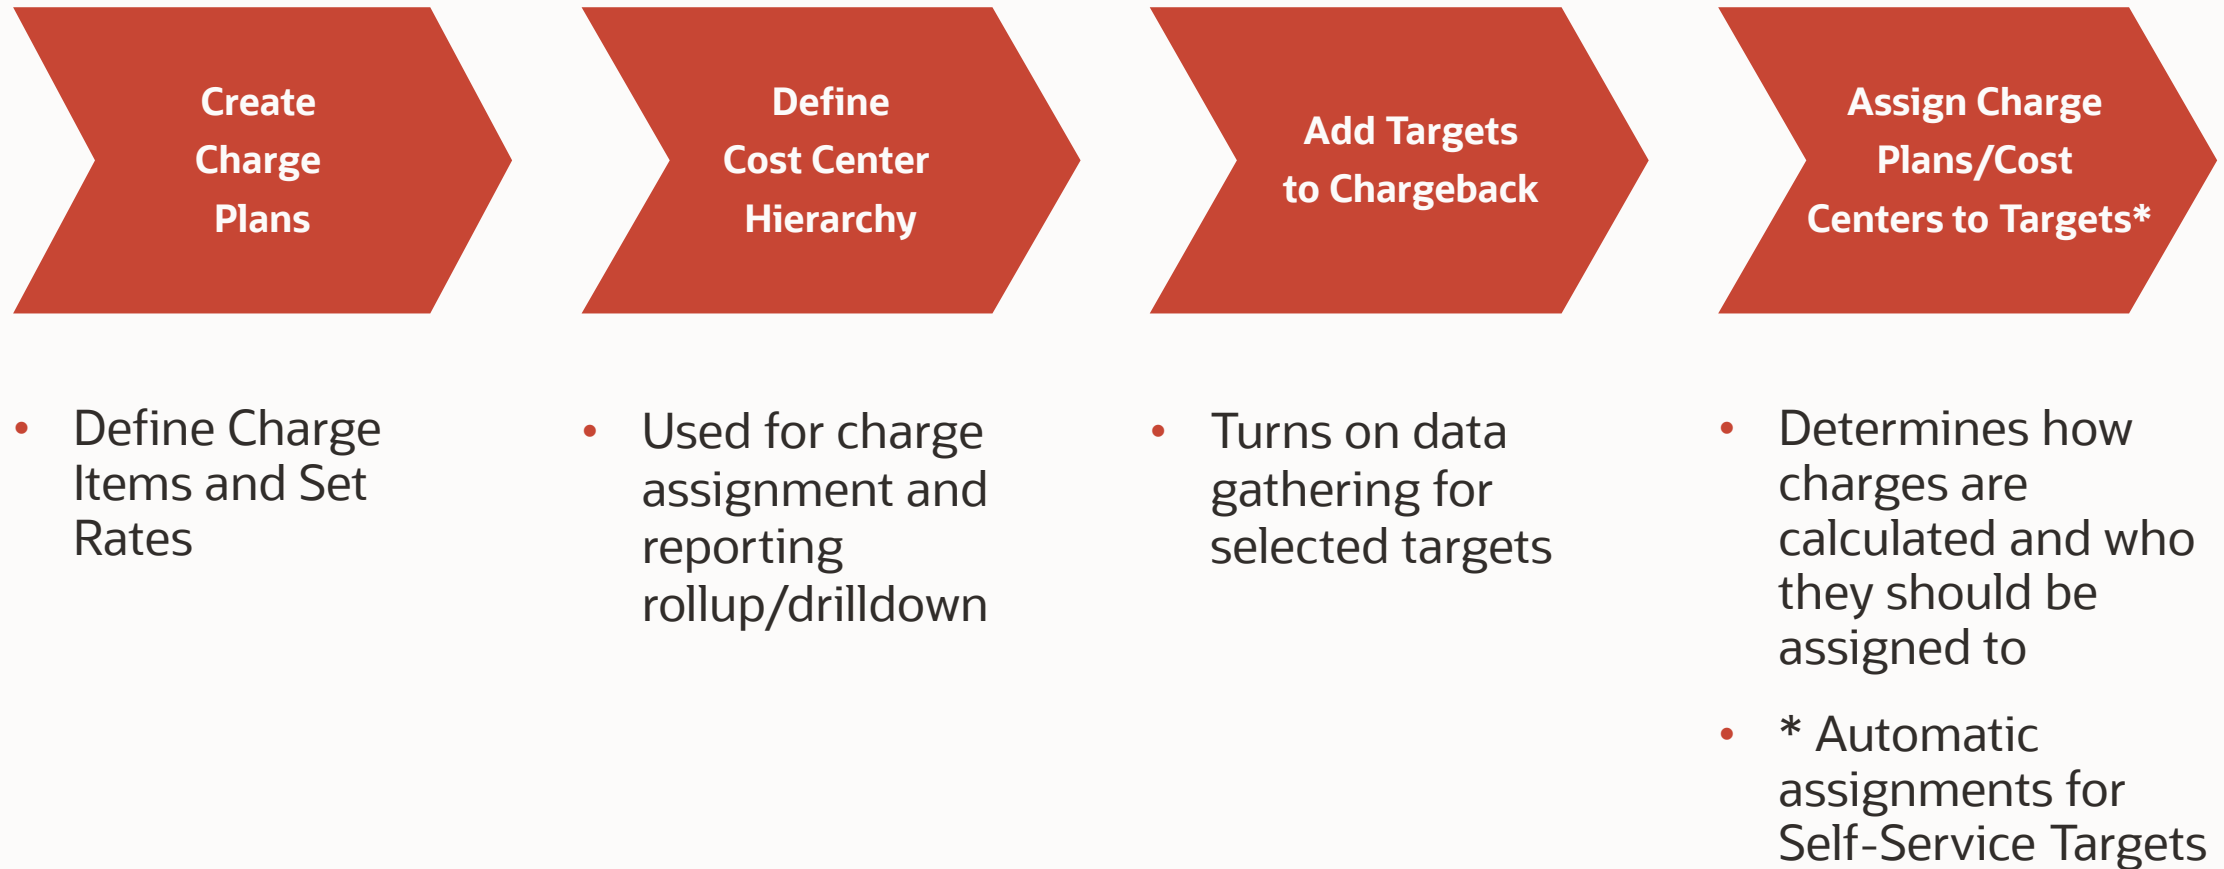 Create
Charge
Plans
Define
Cost Center
Hierarchy
Add Targets
to Chargeback
Assign Charge
Plans/Cost
Centers to Targets*
• Define Charge
Items and Set
Rates
• Used for charge
assignment and
reporting
rollup/drilldown
• Turns on data
gathering for
selected targets
• Determines how
charges are
calculated and who
they should be
assigned to
• * Automatic
assignments for
Self-Service Targets